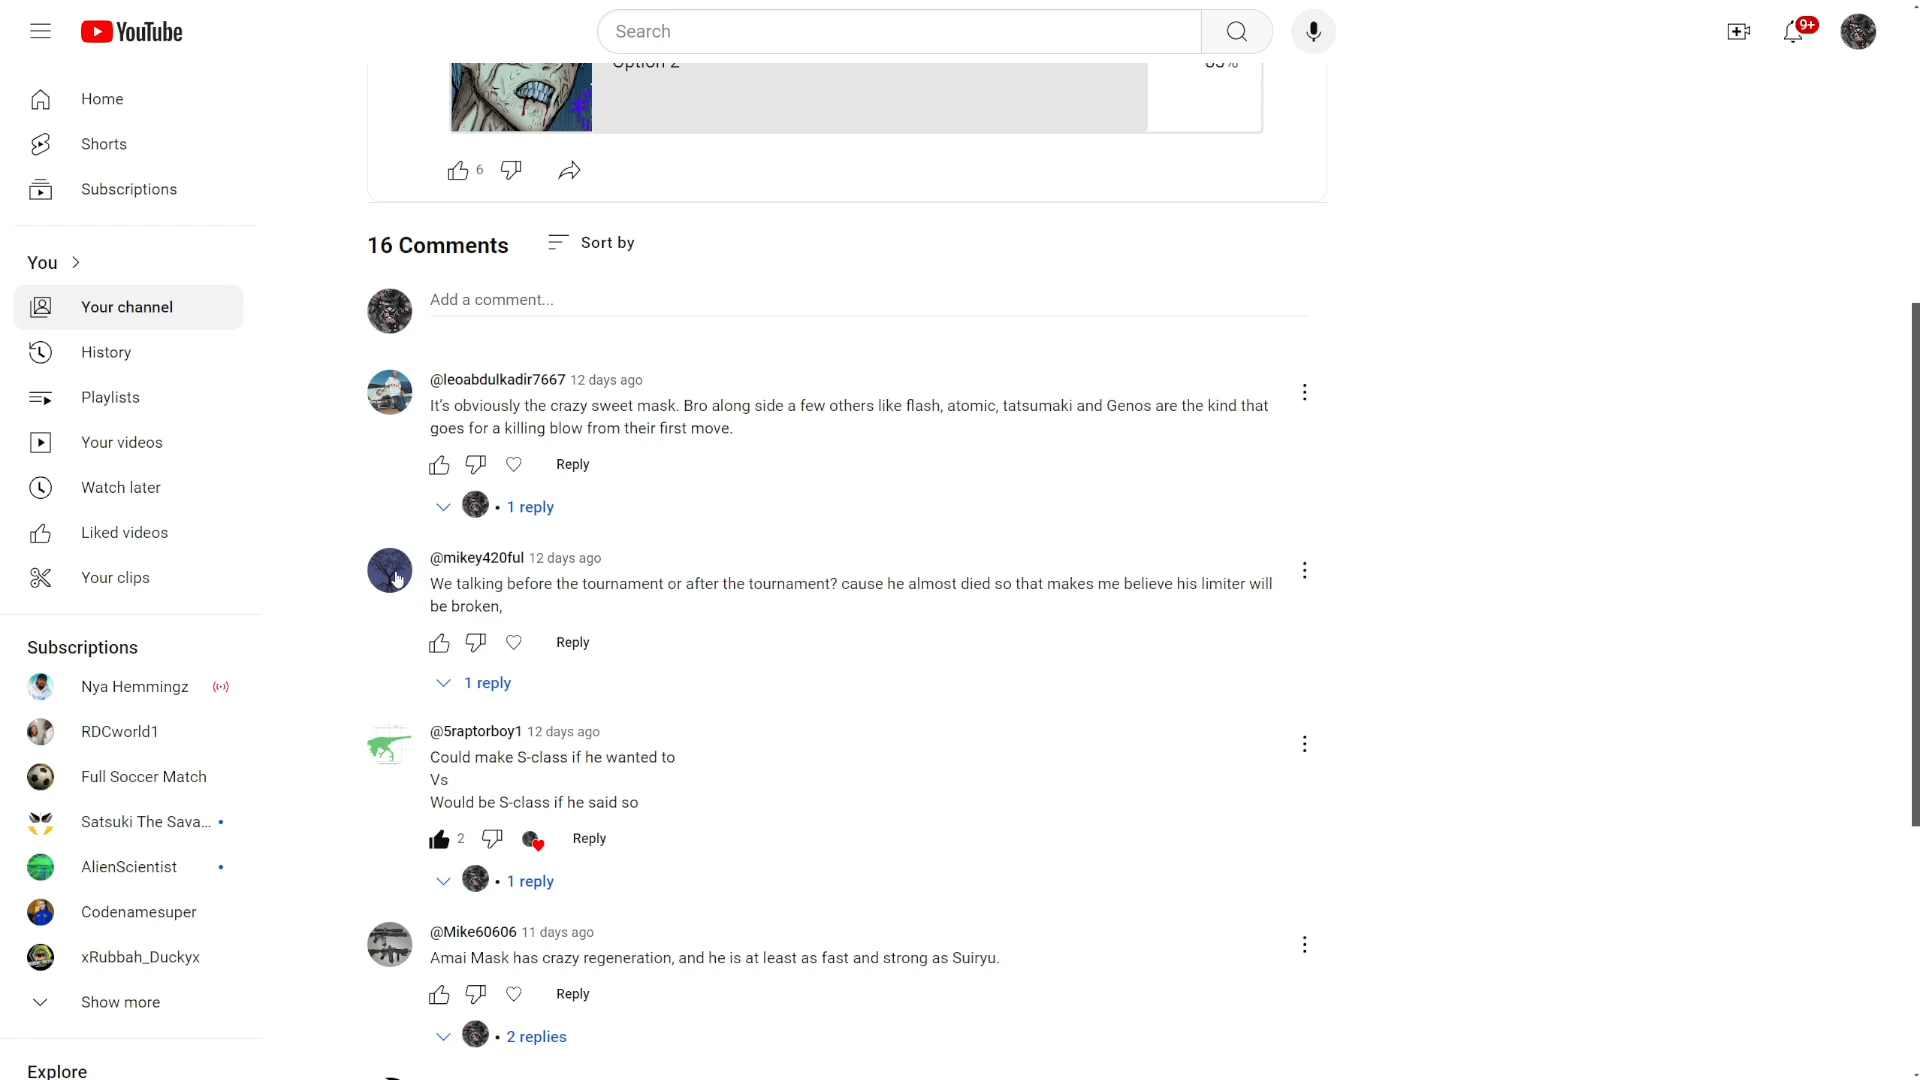 YouTube
Search
9+
Home
Shorts
Subscriptions
You
Your channel
History
Playlists
Your videos
Watch later
Liked videos
Your clips
Subscriptions
Nya Hemmingz
RDCworld1
Full Soccer Match
Satsuki The Sava...
AlienScientist
Codenamesuper
xRubbah_Duckyx
Show more
Explore
Option 2
6
16 Comments
Sort by
Add a comment...
@leoabdulkadir7667 12 days ago
It's obviously the crazy sweet mask. Bro along side a few others like flash, atomic, tatsumaki and Genos are the kind that
goes for a killing blow from their first move.
Reply
• 1 reply
@mikey420ful 12 days ago
We talking before the tournament or after the tournament? cause he almost died so that makes me believe his limiter will
be broken,
Reply
1 reply
@5raptorboy1 12 days ago
Could make S-class if he wanted to
Vs
Would be S-class if he said so
2 Reply
• 1 reply
@Mike60606 11 days ago
Amai Mask has crazy regeneration, and he is at least as fast and strong as Suiryu.
Reply
• 2 replies